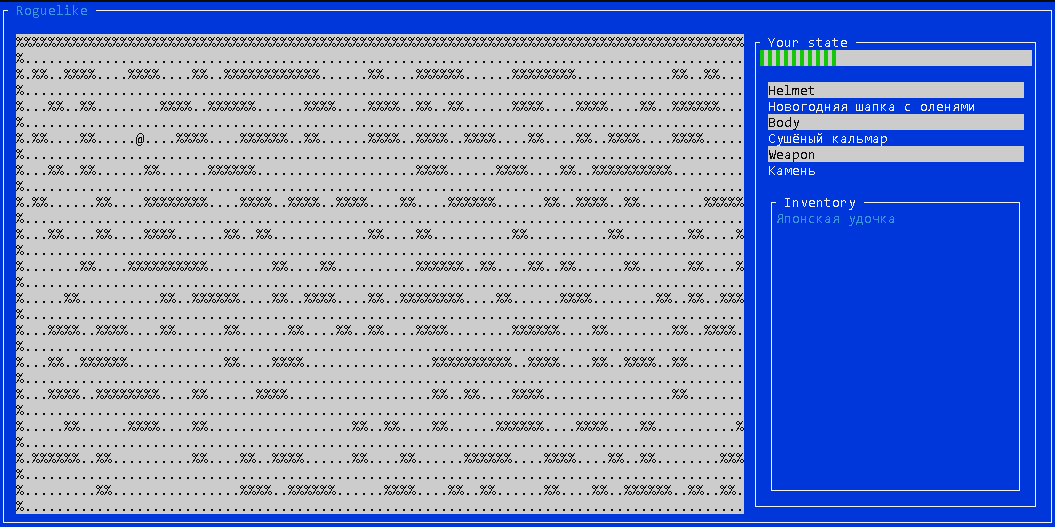 Roguelike
Your state
Helmet
Новогодняя шапка с оленями
Body
Сушёный кальмар
Weapon
Камень
Inventory
Японская удочка
@